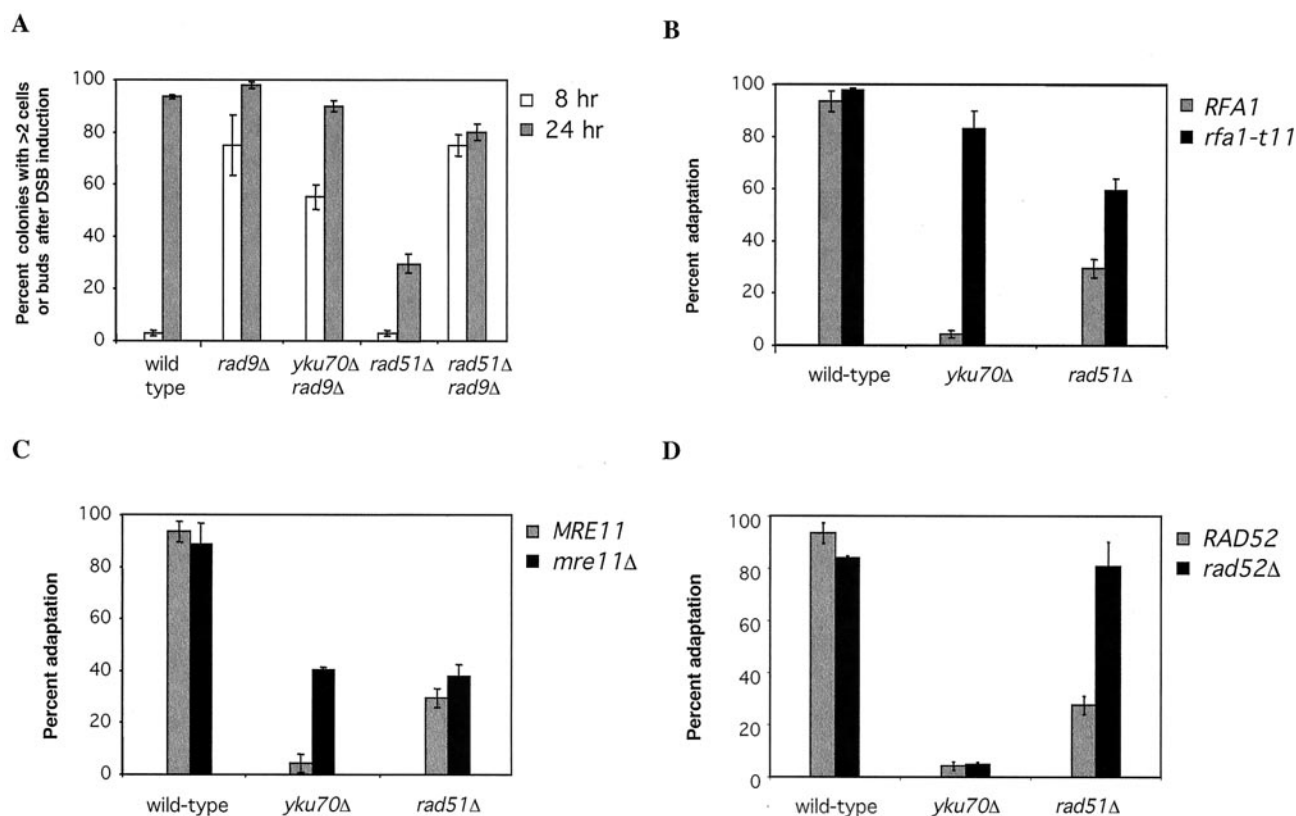 A
Percent colonies with >2 cells
or buds after DSB induction
100
80
60
40
20
0
wild
type
rad9Δ
yku70Δ
rad9Δ
rad51Δ
rad51Δ
rad9Δ
8 hr
24 hr
B
Percent adaptation
100
80
60
40
20
0
wild-type
yku70Δ
rad51Δ
RFA1
rfa1-t11
C
Percent adaptation
100
80
60
40
20
0
wild-type
yku70Δ
rad51Δ
MRE11
mre11Δ
D
Percent adaptation
100
80
60
40
20
0
wild-type
yku70Δ
rad51Δ
RAD52
rad52Δ